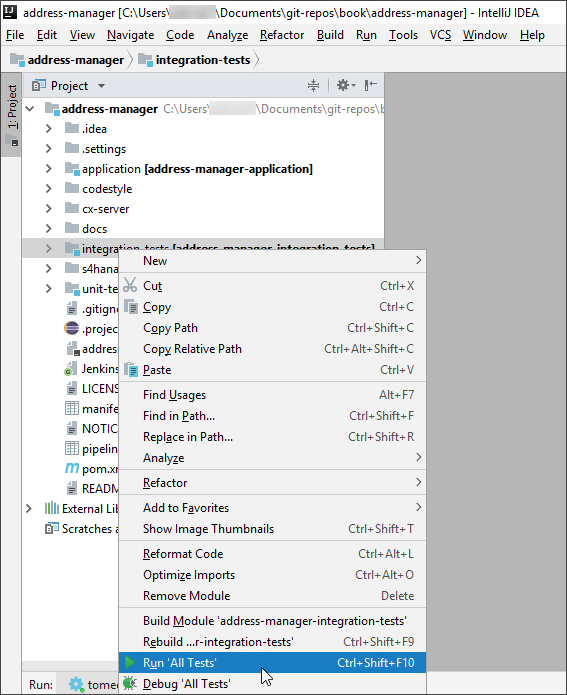 address-manager [C:\Users\ \Documents\git-repos\book\address-manager] - IntelliJ IDEA
File Edit View Navigate Code Analyze Refactor Build Run Tools VCS Window Help
address-manager integration-tests
1: Project
Project
address-manager C:\Users\ \Documents\git-repos\b
.idea
.settings
application [address-manager-application]
codestyle
cx-server
docs
integration-tests [address-manager-integration-tests]
s4hana
unit-te
.gitign
.projec
addres
Jenkins
LICENS
manife
NOTIC
pipelin
pom.xm
READM
External Lib
Scratches a
New
Cut Ctrl+X
Copy Ctrl+C
Copy Path Ctrl+Shift+C
Copy Relative Path Ctrl+Alt+Shift+C
Paste Ctrl+V
Find Usages Alt+F7
Find in Path... Ctrl+Shift+F
Replace in Path... Ctrl+Shift+R
Analyze
Refactor
Add to Favorites
Show Image Thumbnails Ctrl+Shift+T
Reformat Code Ctrl+Alt+L
Optimize Imports Ctrl+Alt+O
Remove Module Delete
Build Module 'address-manager-integration-tests'
Rebuild ...r-integration-tests' Ctrl+Shift+F9
Run 'All Tests' Ctrl+Shift+F10
Debug 'All Tests'
Run: tomee